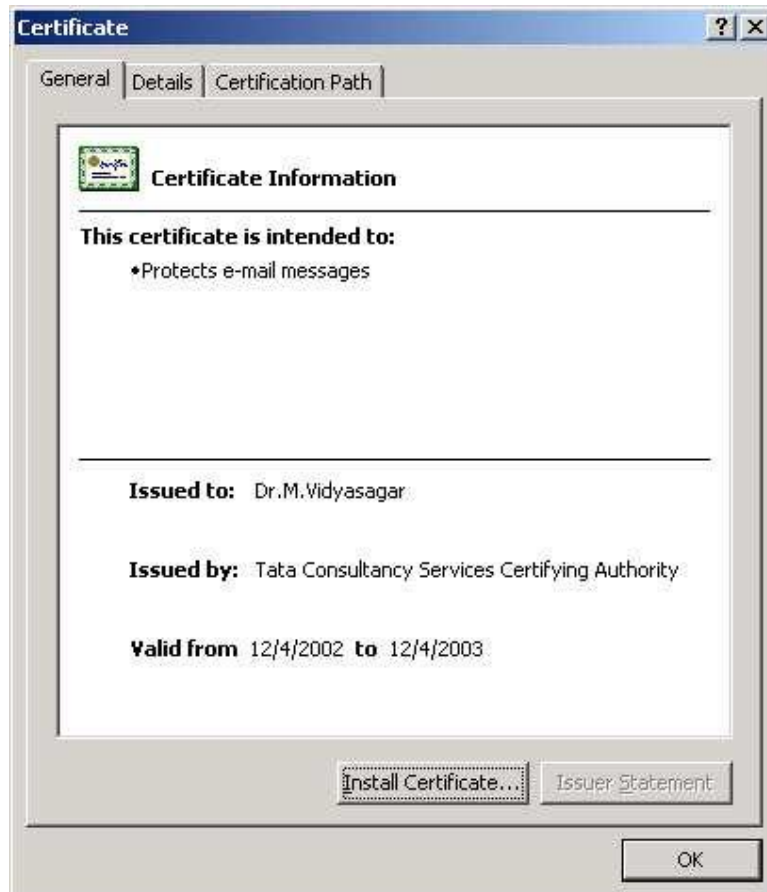 Certificate
General Details Certification Path
Certificate Information
This certificate is intended to:
•Protects e-mail messages
Issued to: Dr.M.Vidyasagar
Issued by: Tata Consultancy Services Certifying Authority
Valid from 12/4/2002 to 12/4/2003
Install Certificate... Issuer Statement
OK